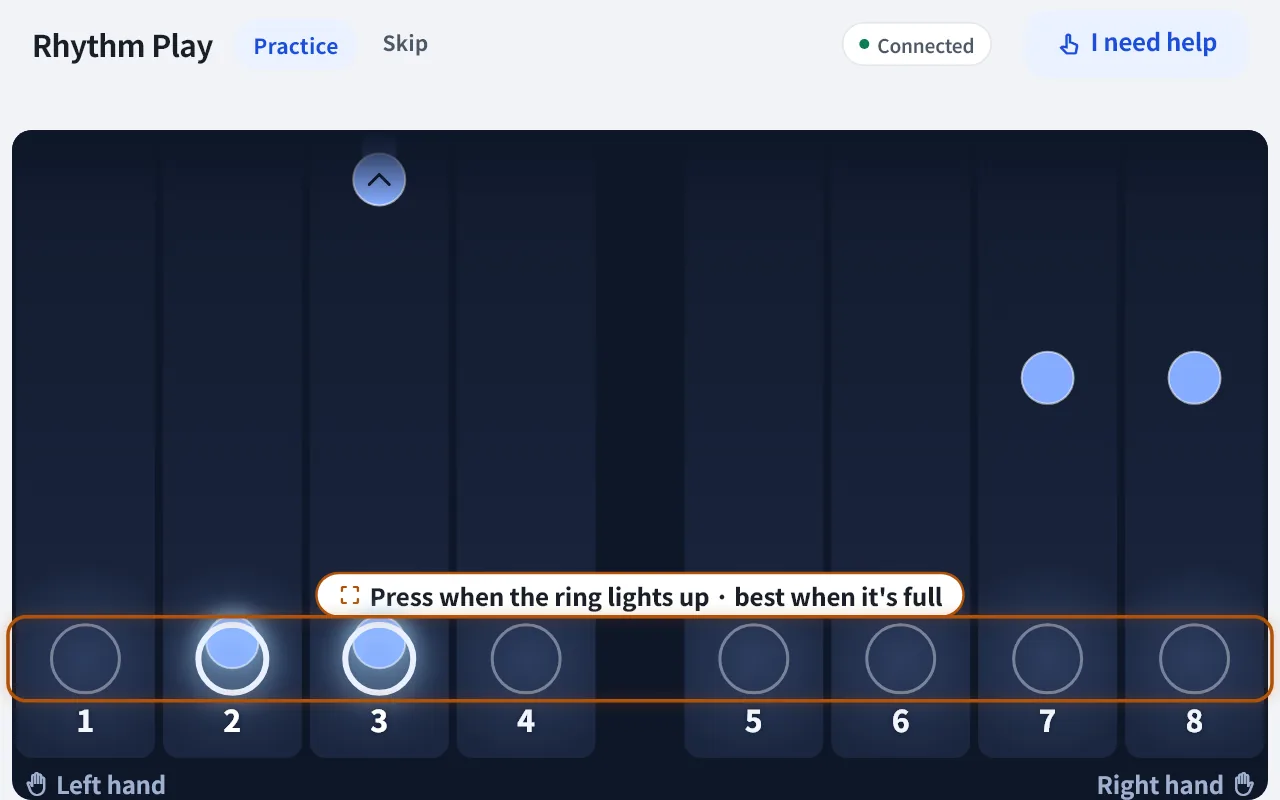 Rhythm Play Practice Skip Connected I need help
Press when the ring lights up · best when it's full
1 2 3 4 5 6 7 8
Left hand Right hand